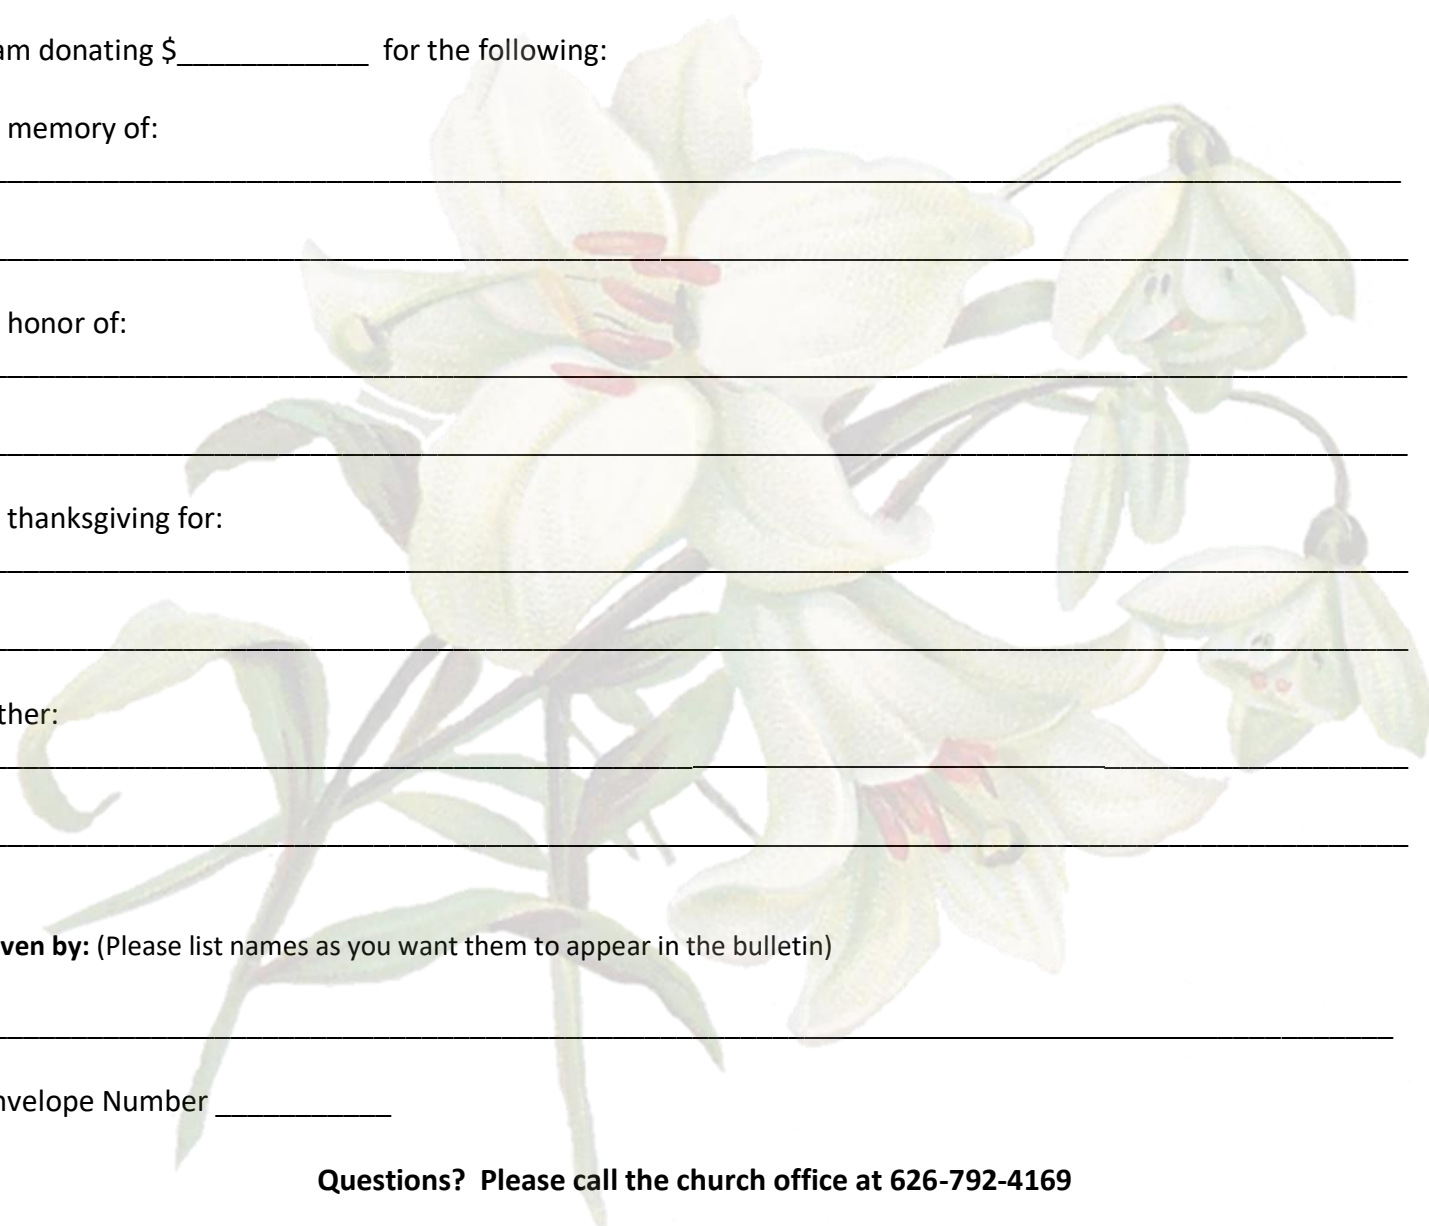 am donating $____________ for the following:
memory of:
honor of:
thanksgiving for:
ther:
ven by: (Please list names as you want them to appear in the bulletin)
nvelope Number ___________
Questions? Please call the church office at 626-792-4169